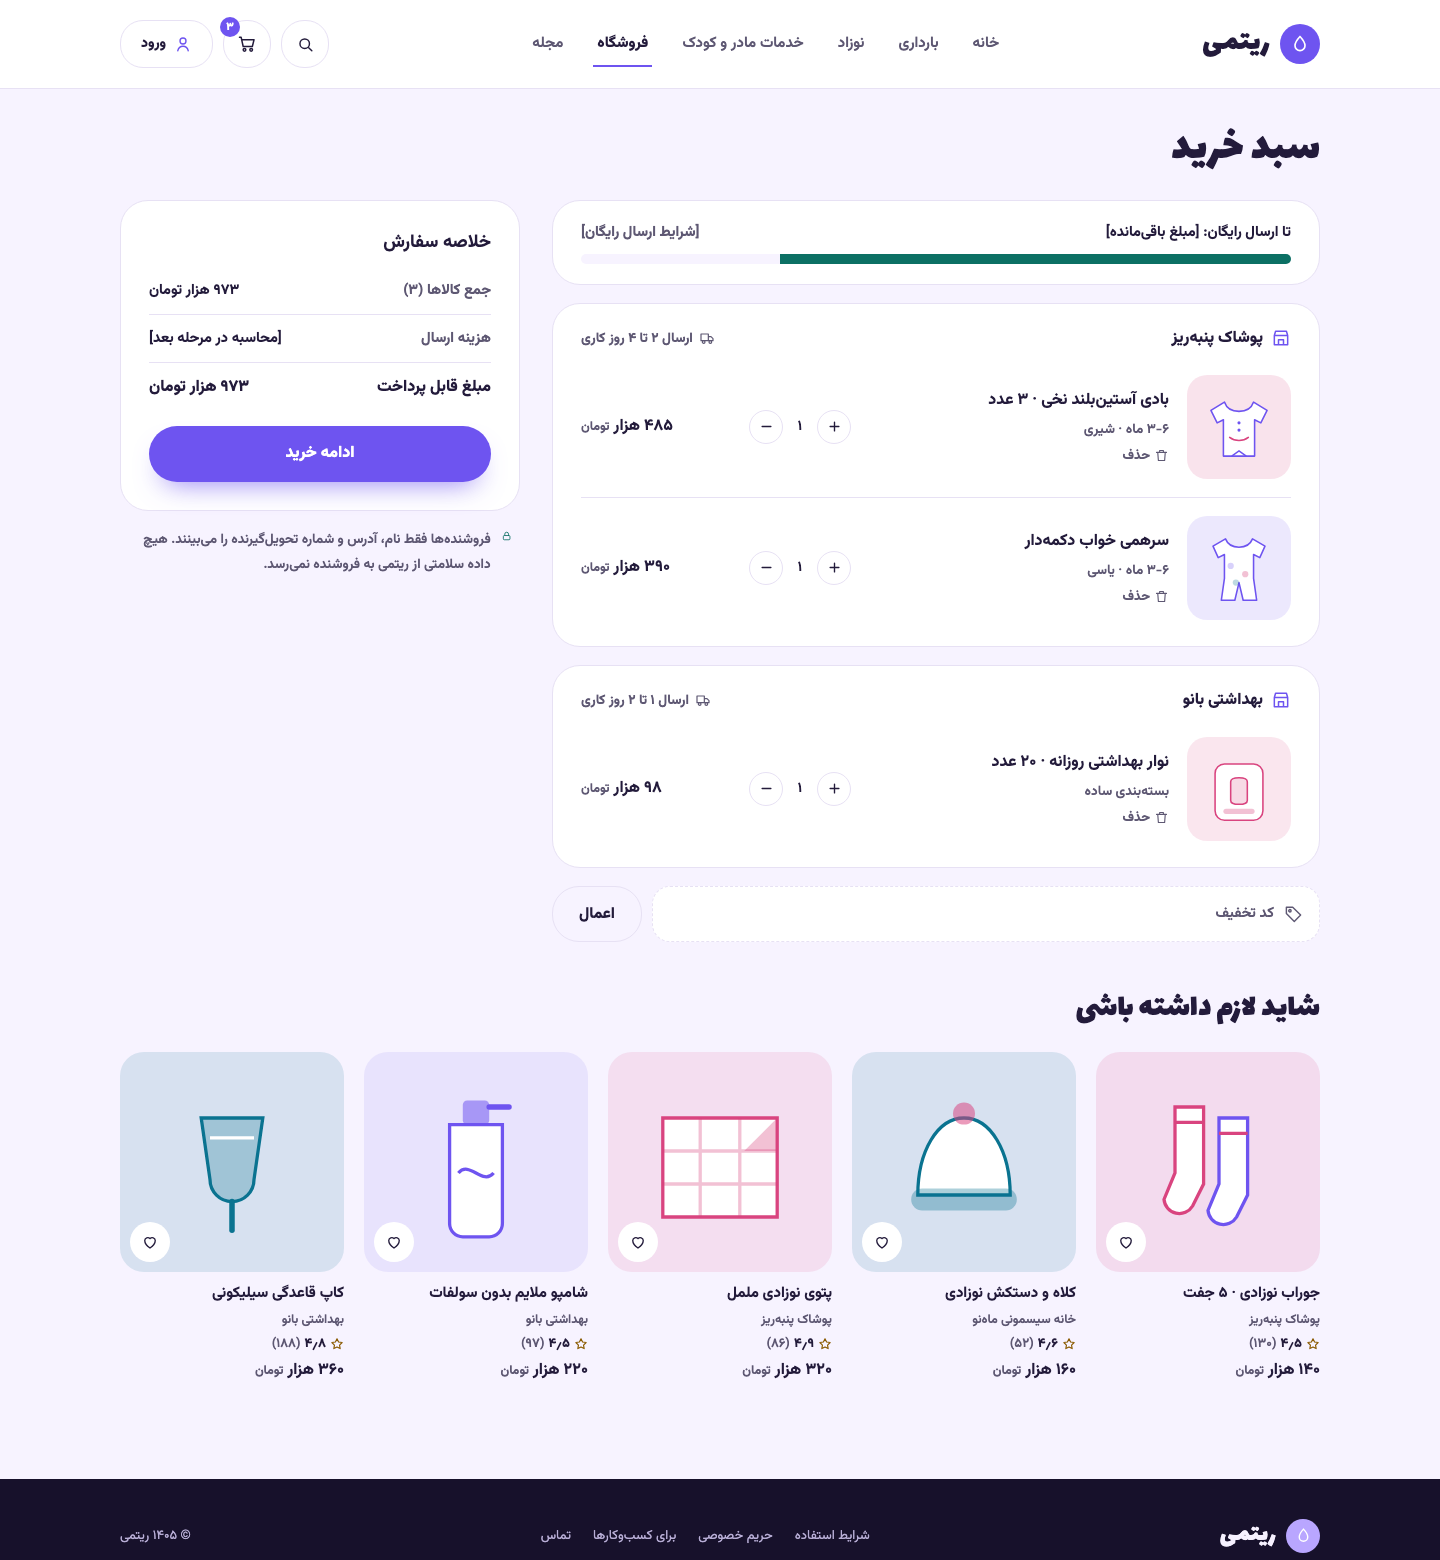 ریتمی
خانه
بارداری
نوزاد
خدمات مادر و کودک
فروشگاه
مجله
۳
ورود
سبد خرید
تا ارسال رایگان: [مبلغ باقی‌مانده]
[شرایط ارسال رایگان]
پوشاک پنبه‌ریز
ارسال ۲ تا ۴ روز کاری
بادی آستین‌بلند نخی · ۳ عدد
۳-۶ ماه · شیری
حذف
+ ۱ −
۴۸۵ هزار تومان
سرهمی خواب دکمه‌دار
۳-۶ ماه · یاسی
حذف
+ ۱ −
۳۹۰ هزار تومان
بهداشتی بانو
ارسال ۱ تا ۲ روز کاری
نوار بهداشتی روزانه · ۲۰ عدد
بسته‌بندی ساده
حذف
+ ۱ −
۹۸ هزار تومان
کد تخفیف
اعمال
خلاصه سفارش
جمع کالاها (۳)
۹۷۳ هزار تومان
هزینه ارسال
[محاسبه در مرحله بعد]
مبلغ قابل پرداخت
۹۷۳ هزار تومان
ادامه خرید
فروشنده‌ها فقط نام، آدرس و شماره تحویل‌گیرنده را می‌بینند. هیچ
داده سلامتی از ریتمی به فروشنده نمی‌رسد.
شاید لازم داشته باشی
جوراب نوزادی · ۵ جفت
پوشاک پنبه‌ریز
۴٫۵ (۱۳۰)
۱۴۰ هزار تومان
کلاه و دستکش نوزادی
خانه سیسمونی ماه‌نو
۴٫۶ (۵۲)
۱۶۰ هزار تومان
پتوی نوزادی ململ
پوشاک پنبه‌ریز
۴٫۹ (۸۶)
۳۲۰ هزار تومان
شامپو ملایم بدون سولفات
بهداشتی بانو
۴٫۵ (۹۷)
۲۲۰ هزار تومان
کاپ قاعدگی سیلیکونی
بهداشتی بانو
۴٫۸ (۱۸۸)
۳۶۰ هزار تومان
ریتمی
شرایط استفاده
حریم خصوصی
برای کسب‌وکارها
تماس
© ۱۴۰۵ ریتمی